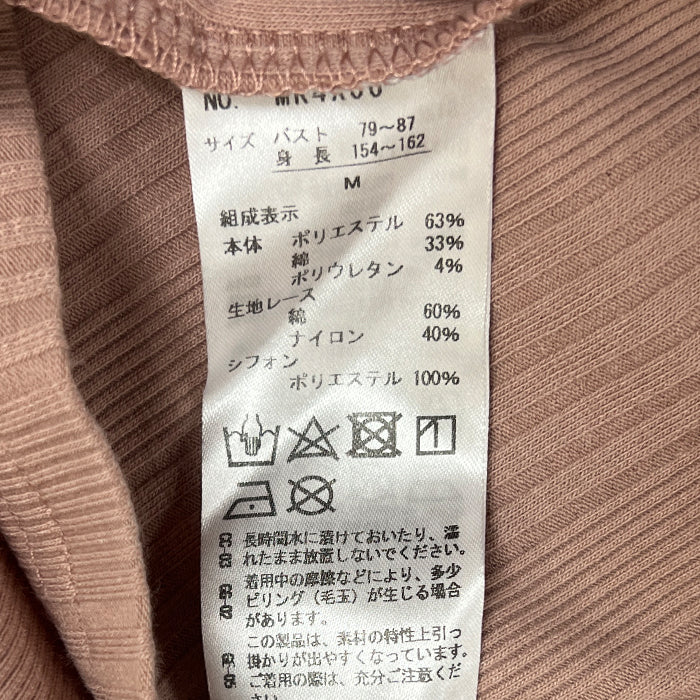 NO. MK4X06
サイズ バスト 79～87
身長 154～162
M
組成表示
本体 ポリエステル 63%
綿 33%
ポリウレタン 4%
生地レース
綿 60%
ナイロン 40%
シフォン
ポリエステル 100%
長時間水に漬けておいたり、濡
れたまま放置しないでください。
着用中の摩擦などにより、多少
ピリング（毛玉）が生じる場合
があります。
この製品は、素材の特性上引っ
掛かりが出やすくなっています。
ご着用の際は、充分ご注意くだ
さい